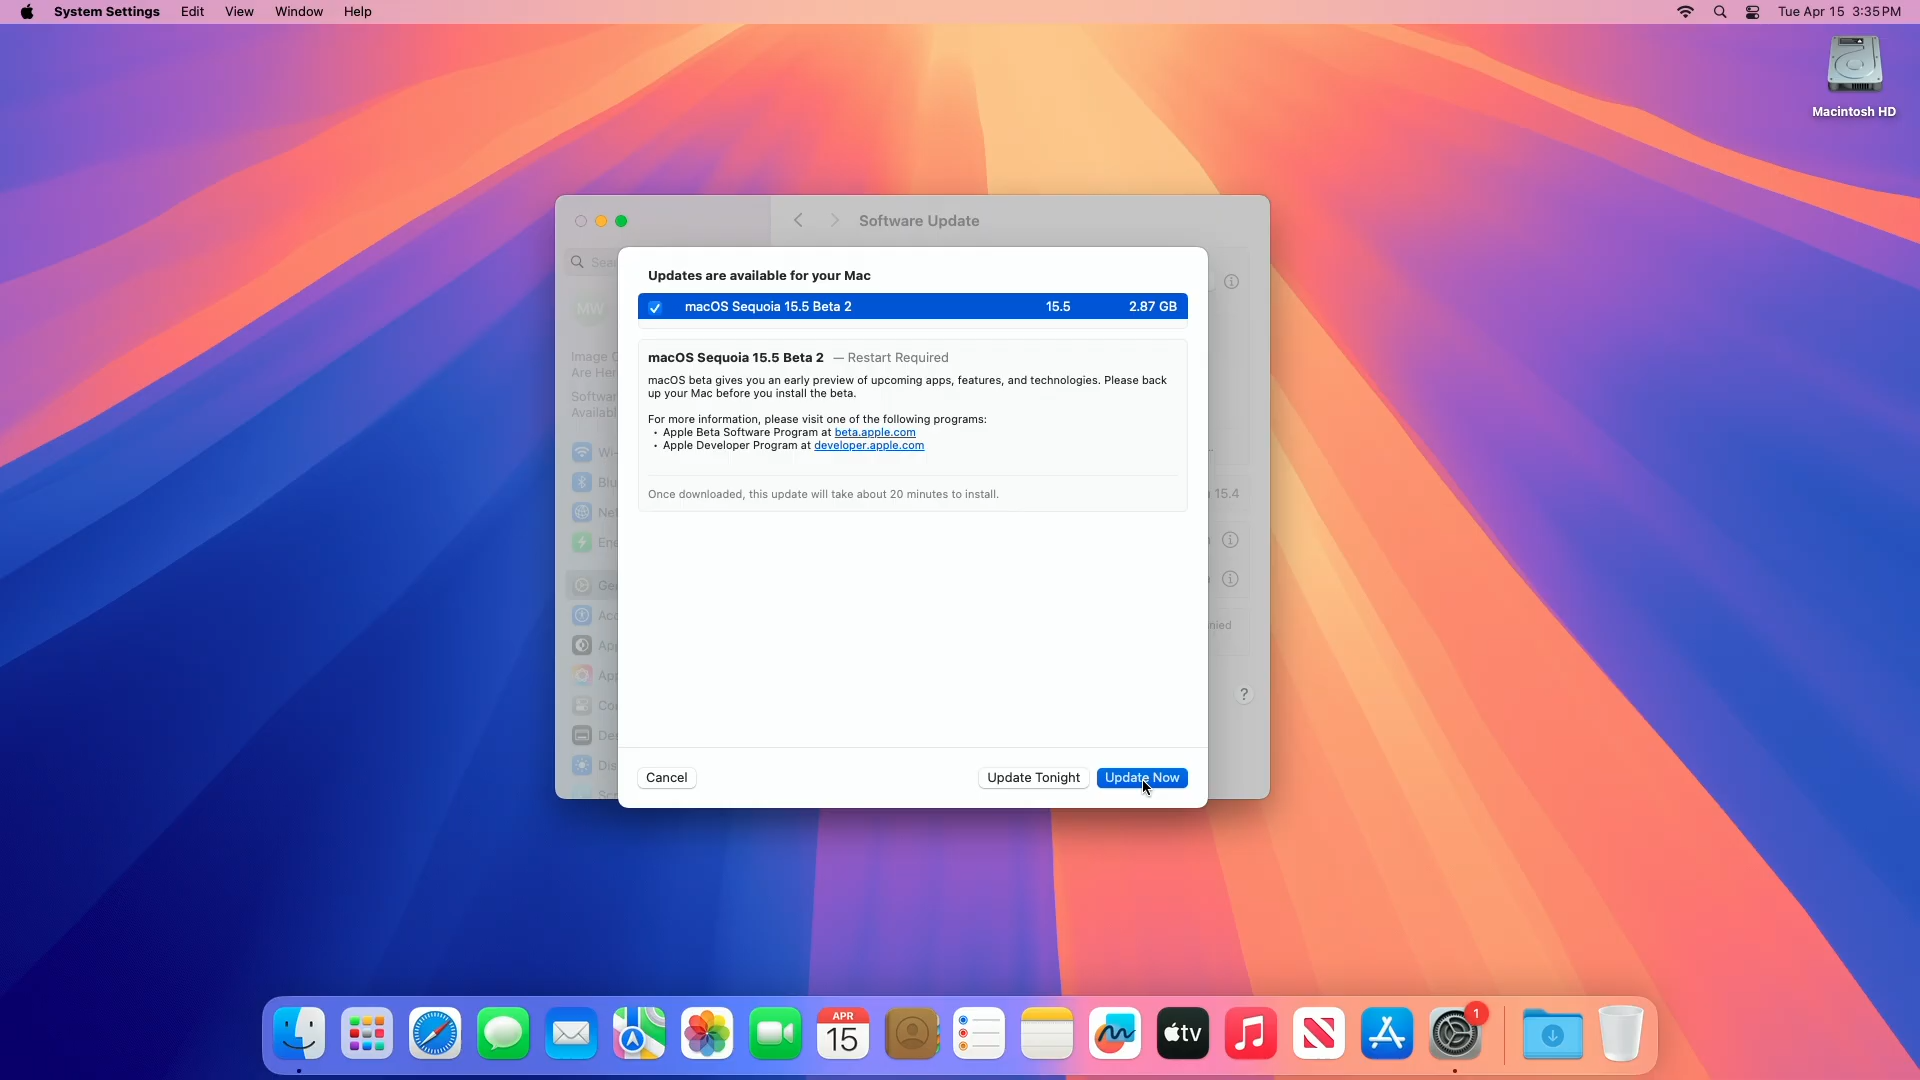 System Settings Edit View Window Help
Tue Apr 15 3:35 PM
Macintosh HD
Software Update
MW
Updates are available for your Mac
macOS Sequoia 15.5 Beta 2 15.5 2.87 GB
macOS Sequoia 15.5 Beta 2 — Restart Required
macOS beta gives you an early preview of upcoming apps, features, and technologies. Please back
up your Mac before you install the beta.
For more information, please visit one of the following programs:
• Apple Beta Software Program at beta.apple.com
• Apple Developer Program at developer.apple.com
Once downloaded, this update will take about 20 minutes to install.
15.4
?
Cancel
Update Tonight
Update Now
APR
15
tv
1